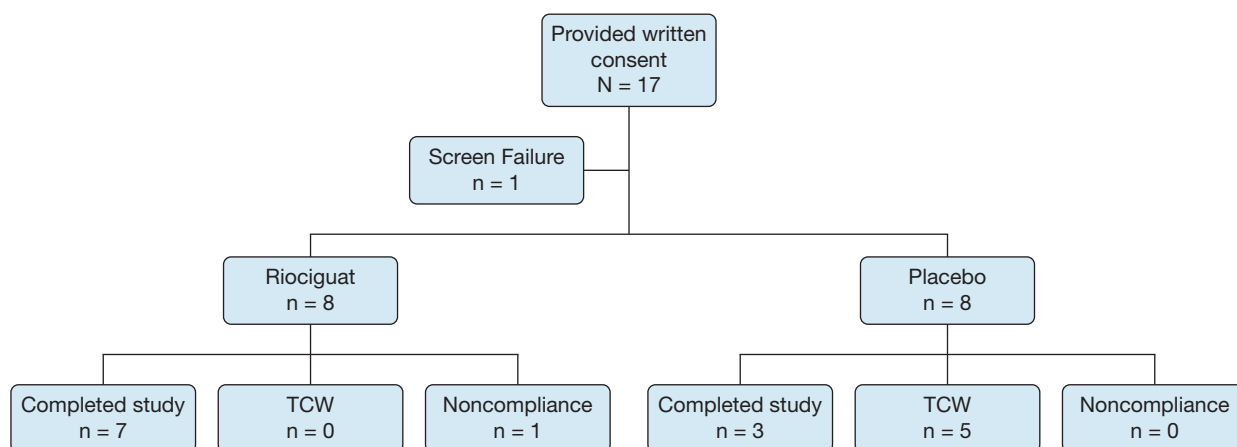 Provided written
consent
N = 17
Screen Failure
n = 1
Riociguat
n = 8
Placebo
n = 8
Completed study
n = 7
TCW
n = 0
Noncompliance
n = 1
Completed study
n = 3
TCW
n = 5
Noncompliance
n = 0